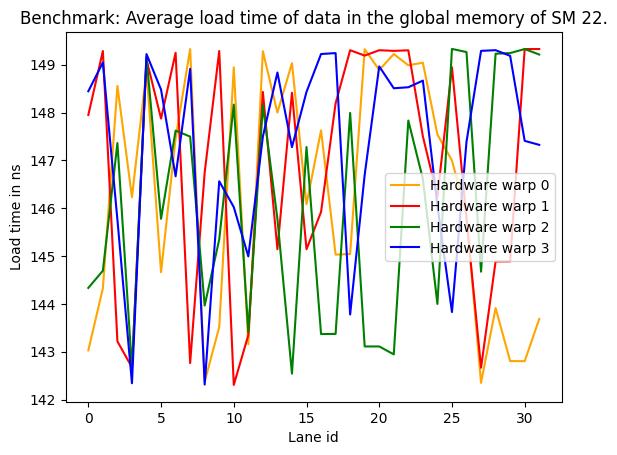 Benchmark: Average load time of data in the global memory of SM 22.
Load time in ns
149
148
147
146
145
144
143
142
Hardware warp 0
Hardware warp 1
Hardware warp 2
Hardware warp 3
0 5 10 15 20 25 30
Lane id